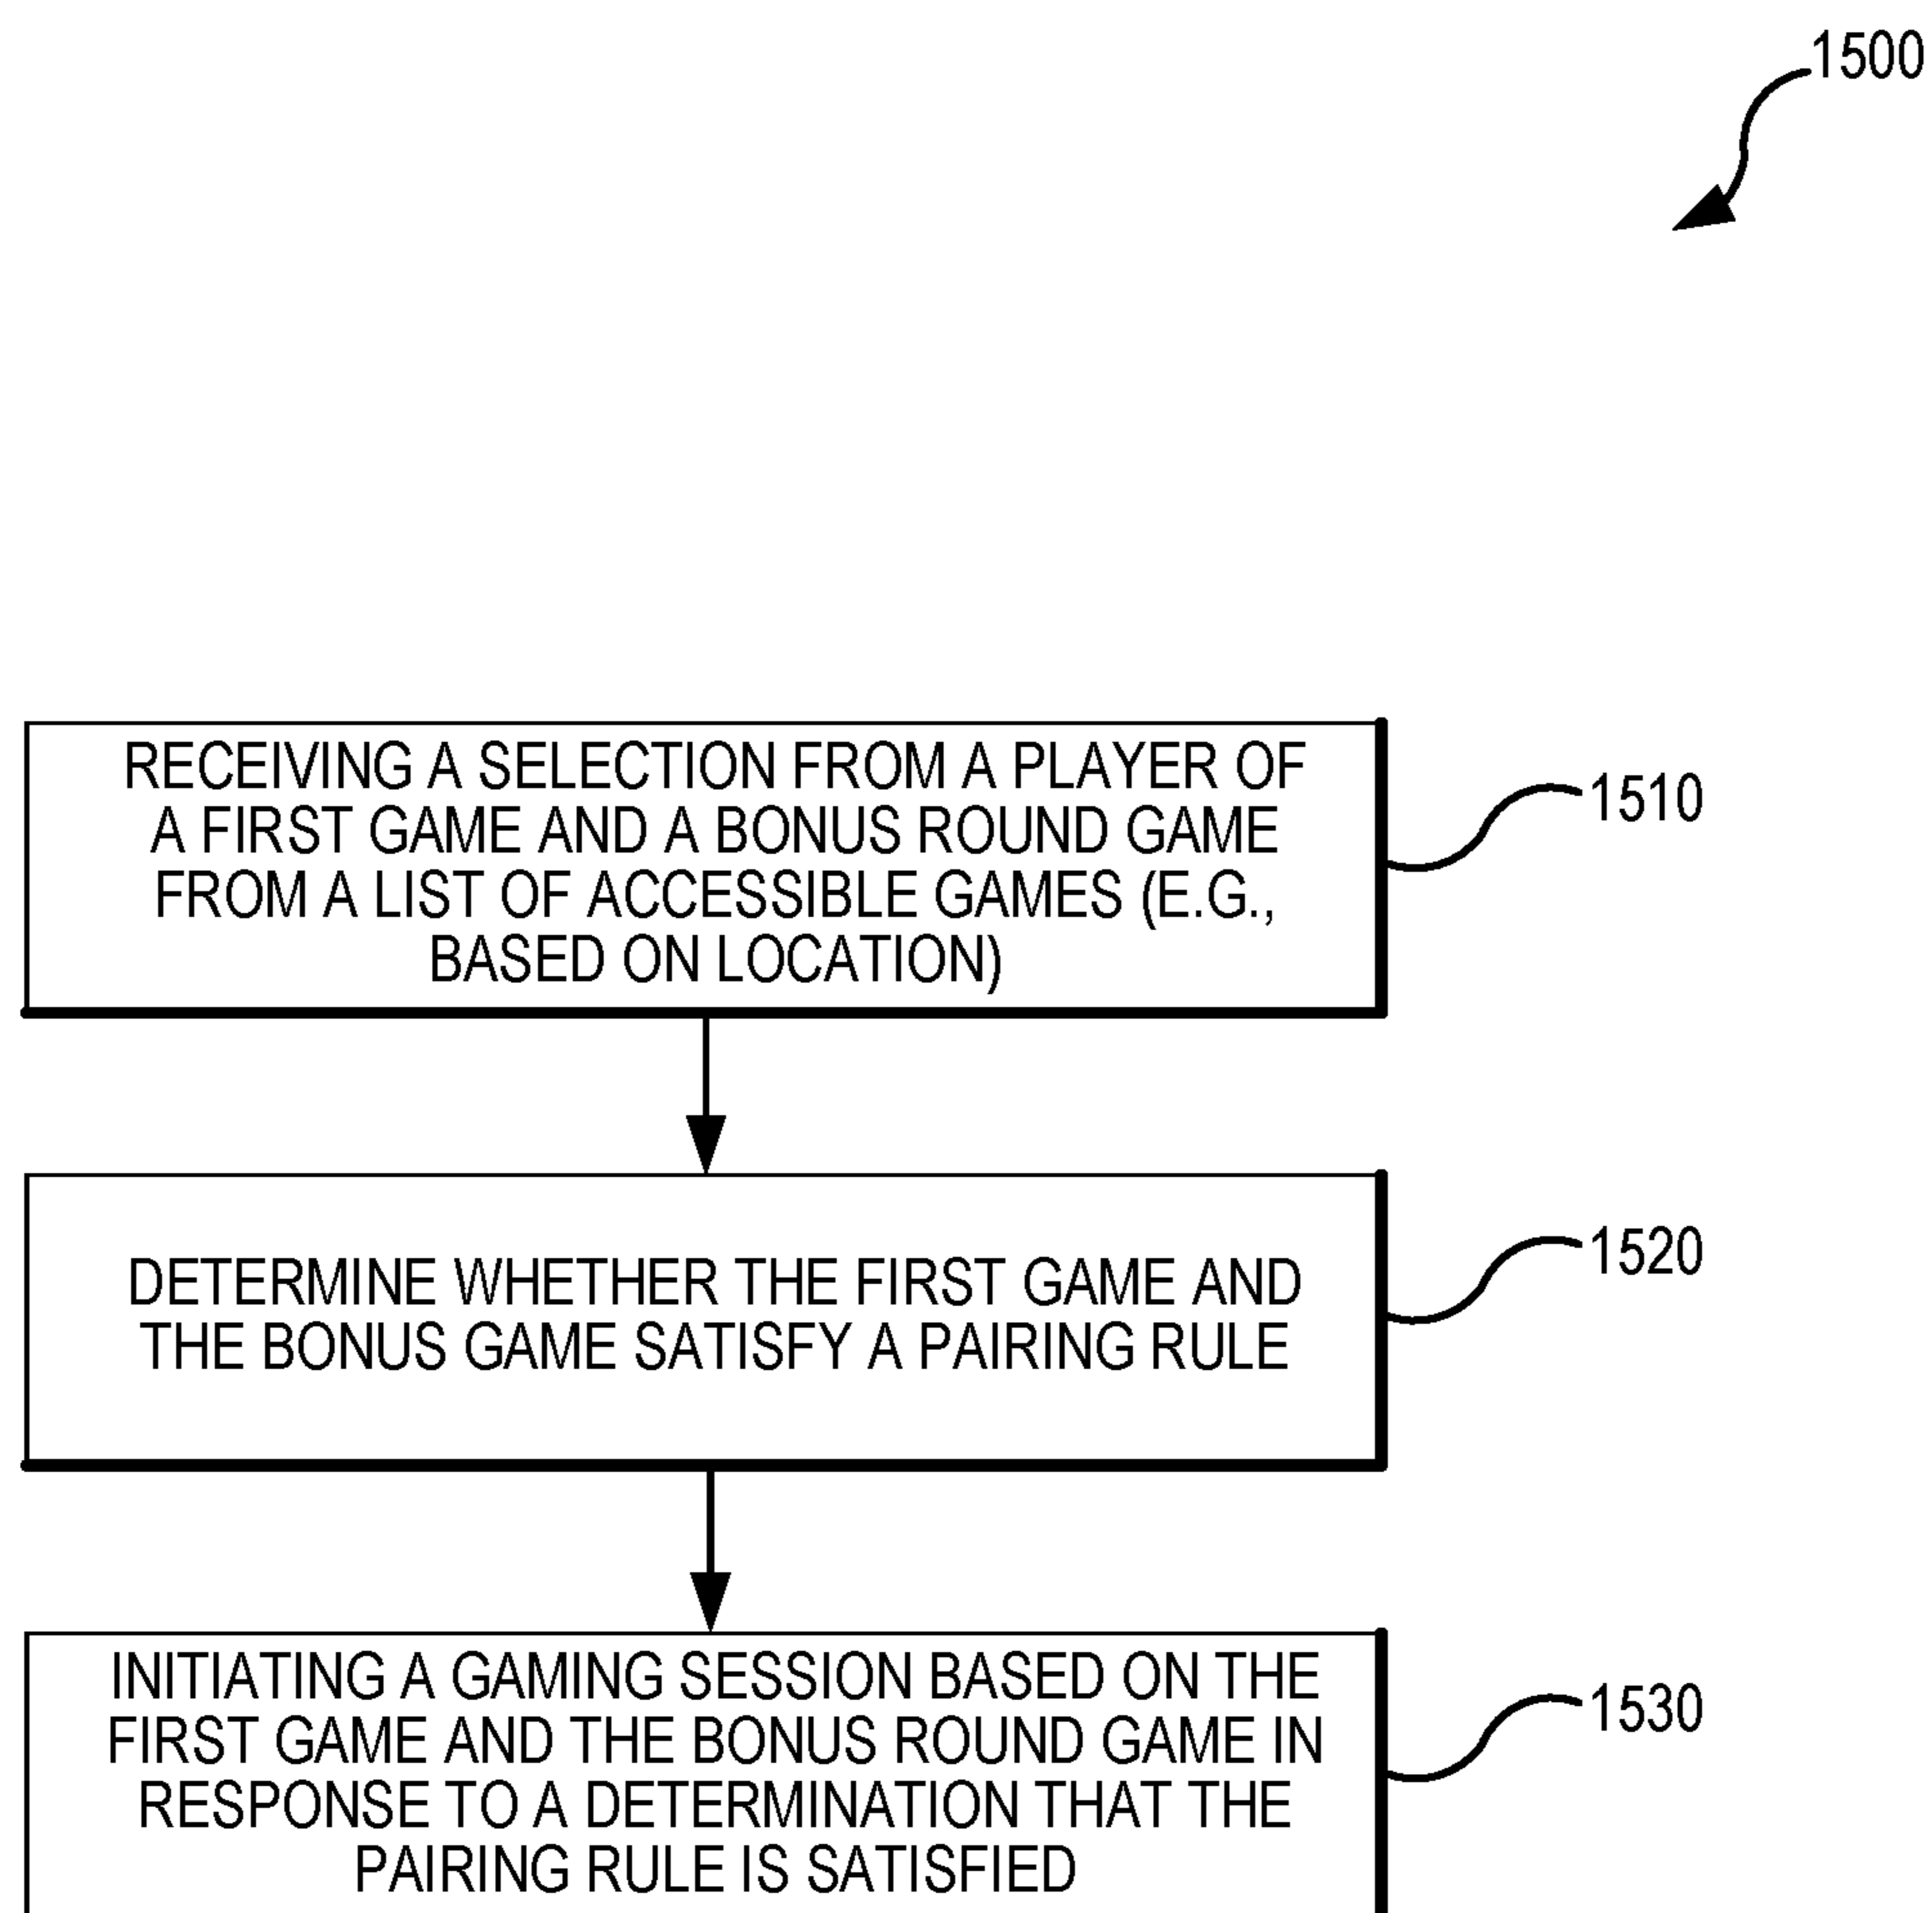 1500
RECEIVING A SELECTION FROM A PLAYER OF
A FIRST GAME AND A BONUS ROUND GAME
FROM A LIST OF ACCESSIBLE GAMES (E.G.,
BASED ON LOCATION)
1510
DETERMINE WHETHER THE FIRST GAME AND
THE BONUS GAME SATISFY A PAIRING RULE
1520
INITIATING A GAMING SESSION BASED ON THE
FIRST GAME AND THE BONUS ROUND GAME IN
RESPONSE TO A DETERMINATION THAT THE
PAIRING RULE IS SATISFIED
1530